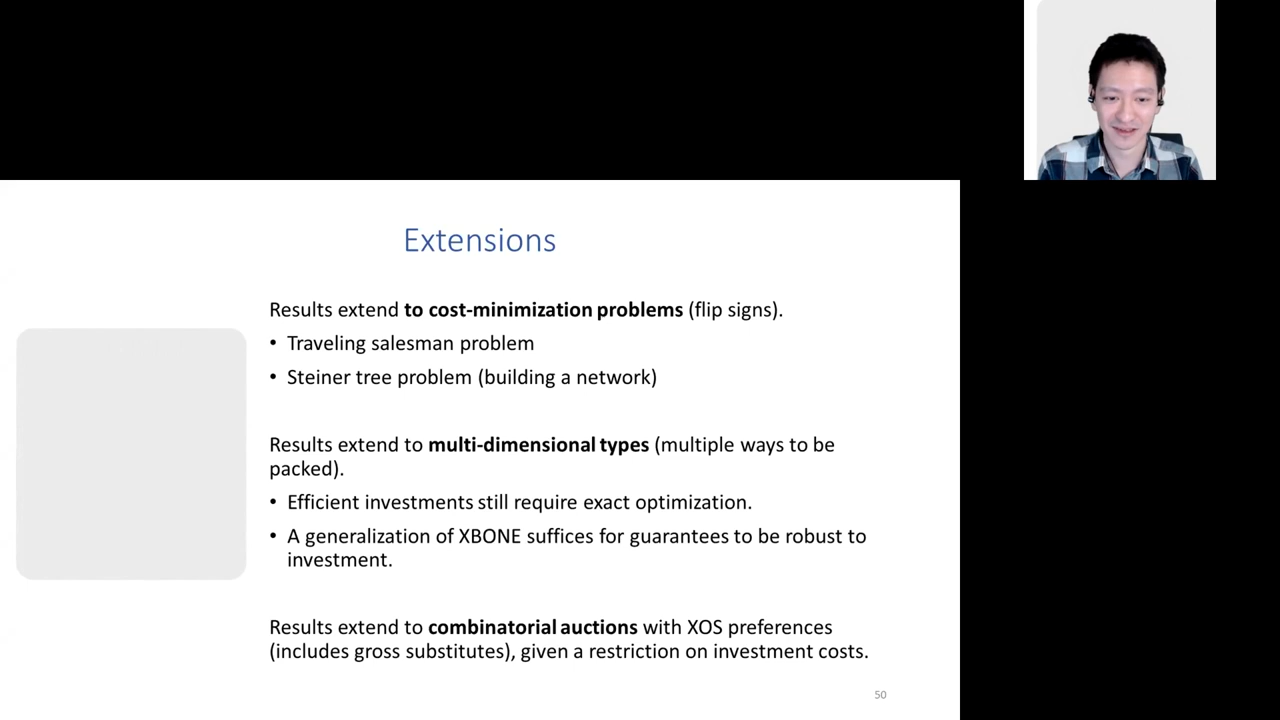 Extensions
Results extend to cost-minimization problems (flip signs).
• Traveling salesman problem
• Steiner tree problem (building a network)
Results extend to multi-dimensional types (multiple ways to be
packed).
• Efficient investments still require exact optimization.
• A generalization of XBONE suffices for guarantees to be robust to
investment.
Results extend to combinatorial auctions with XOS preferences
(includes gross substitutes), given a restriction on investment costs.
50